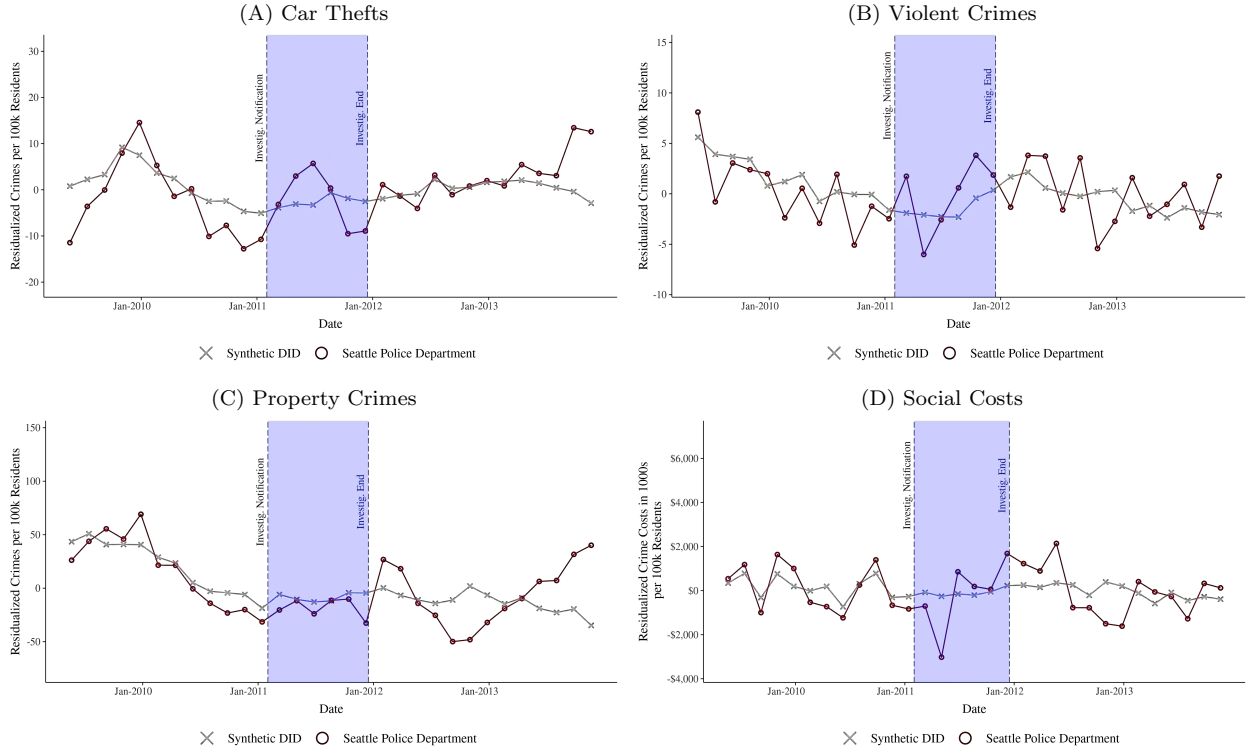 (A) Car Thefts
Residualized Crimes per 100k Residents
30
20
10
0
-10
-20
Investig. Notification
Investig. End
Jan-2010
Jan-2011
Jan-2012
Jan-2013
Date
Synthetic DID
Seattle Police Department
(B) Violent Crimes
Residualized Crimes per 100k Residents
15
10
5
0
-5
-10
Investig. Notification
Investig. End
Jan-2010
Jan-2011
Jan-2012
Jan-2013
Date
Synthetic DID
Seattle Police Department
(C) Property Crimes
Residualized Crimes per 100k Residents
150
100
50
0
-50
Investig. Notification
Investig. End
Jan-2010
Jan-2011
Jan-2012
Jan-2013
Date
Synthetic DID
Seattle Police Department
(D) Social Costs
Residualized Crime Costs in 1000s
per 100k Residents
$6,000
$4,000
$2,000
$0
-$2,000
-$4,000
Investig. Notification
Investig. End
Jan-2010
Jan-2011
Jan-2012
Jan-2013
Date
Synthetic DID
Seattle Police Department